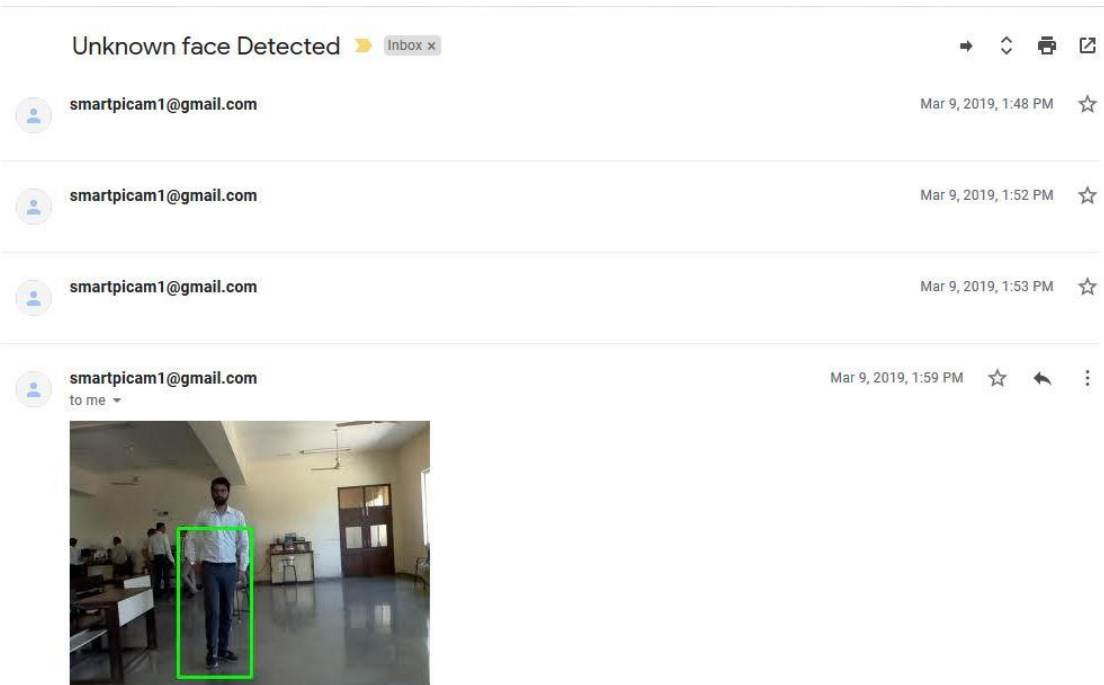 Unknown face Detected Inbox x
smartpicam1@gmail.com Mar 9, 2019, 1:48 PM
smartpicam1@gmail.com Mar 9, 2019, 1:52 PM
smartpicam1@gmail.com Mar 9, 2019, 1:53 PM
smartpicam1@gmail.com Mar 9, 2019, 1:59 PM
to me